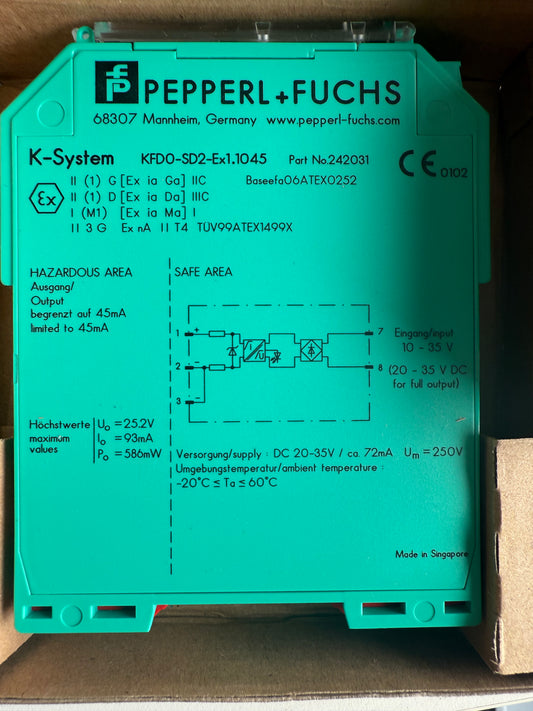 PEPPERL+FUCHS
68307 Mannheim, Germany www.pepperl-fuchs.com
K-System KFD0-SD2-Ex1.1045 Part No.242031 CE 0102
Ex
II (1) G [Ex ia Ga] IIC Baseefa06ATEX0252
II (1) D [Ex ia Da] IIIC
I (M1) [Ex ia Ma] I
II 3 G Ex nA II T4 TÜV99ATEX1499X
HAZARDOUS AREA
Ausgang/
Output
begrenzt auf 45mA
limited to 45mA
SAFE AREA
1 +
2 -
3 -
I
U
7 Eingang/input
10 - 35 V
8 (20 - 35 V DC
for full output)
Höchstwerte
maximum
values
Uo = 25.2V
Io = 93mA
Po = 586mW
Versorgung/supply : DC 20-35V / ca. 72mA Um = 250V
Umgebungstemperatur/ambient temperature :
-20°C ≤ Ta ≤ 60°C
Made in Singapore